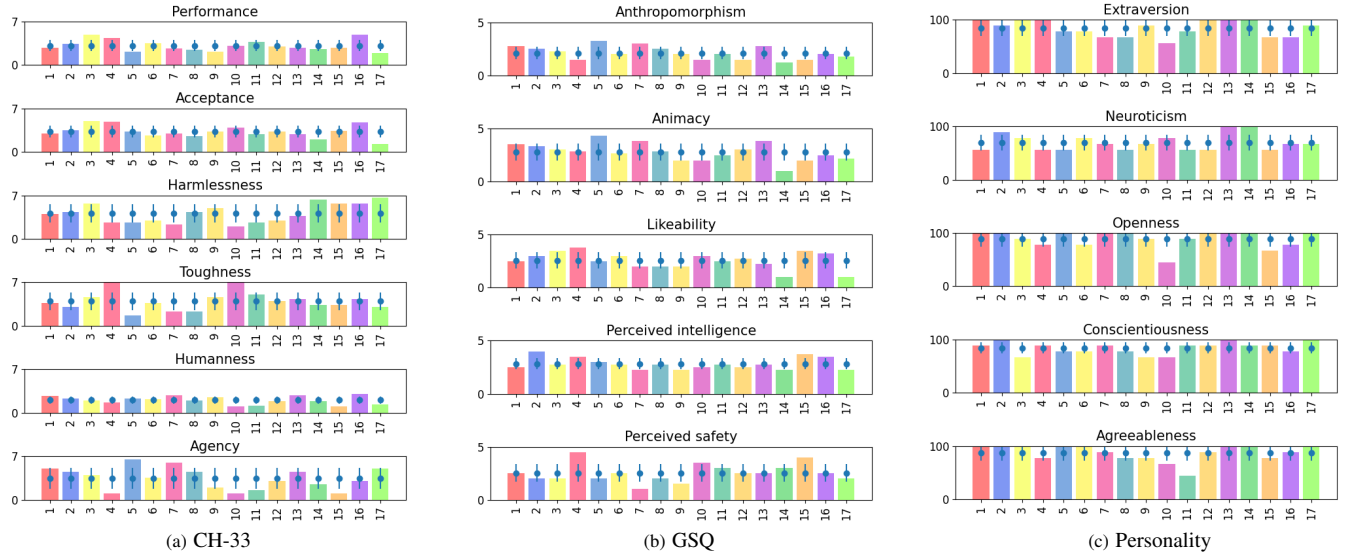 Performance
7
0
1 2 3 4 5 6 7 8 9 10 11 12 13 14 15 16 17
Acceptance
7
0
1 2 3 4 5 6 7 8 9 10 11 12 13 14 15 16 17
Harmlessness
7
0
1 2 3 4 5 6 7 8 9 10 11 12 13 14 15 16 17
Toughness
7
0
1 2 3 4 5 6 7 8 9 10 11 12 13 14 15 16 17
Humanness
7
0
1 2 3 4 5 6 7 8 9 10 11 12 13 14 15 16 17
Agency
7
0
1 2 3 4 5 6 7 8 9 10 11 12 13 14 15 16 17
(a) CH-33
Anthropomorphism
5
0
1 2 3 4 5 6 7 8 9 10 11 12 13 14 15 16 17
Animacy
5
0
1 2 3 4 5 6 7 8 9 10 11 12 13 14 15 16 17
Likeability
5
0
1 2 3 4 5 6 7 8 9 10 11 12 13 14 15 16 17
Perceived intelligence
5
0
1 2 3 4 5 6 7 8 9 10 11 12 13 14 15 16 17
Perceived safety
5
0
1 2 3 4 5 6 7 8 9 10 11 12 13 14 15 16 17
(b) GSQ
Extraversion
100
0
1 2 3 4 5 6 7 8 9 10 11 12 13 14 15 16 17
Neuroticism
100
0
1 2 3 4 5 6 7 8 9 10 11 12 13 14 15 16 17
Openness
100
0
1 2 3 4 5 6 7 8 9 10 11 12 13 14 15 16 17
Conscientiousness
100
0
1 2 3 4 5 6 7 8 9 10 11 12 13 14 15 16 17
Agreeableness
100
0
1 2 3 4 5 6 7 8 9 10 11 12 13 14 15 16 17
(c) Personality